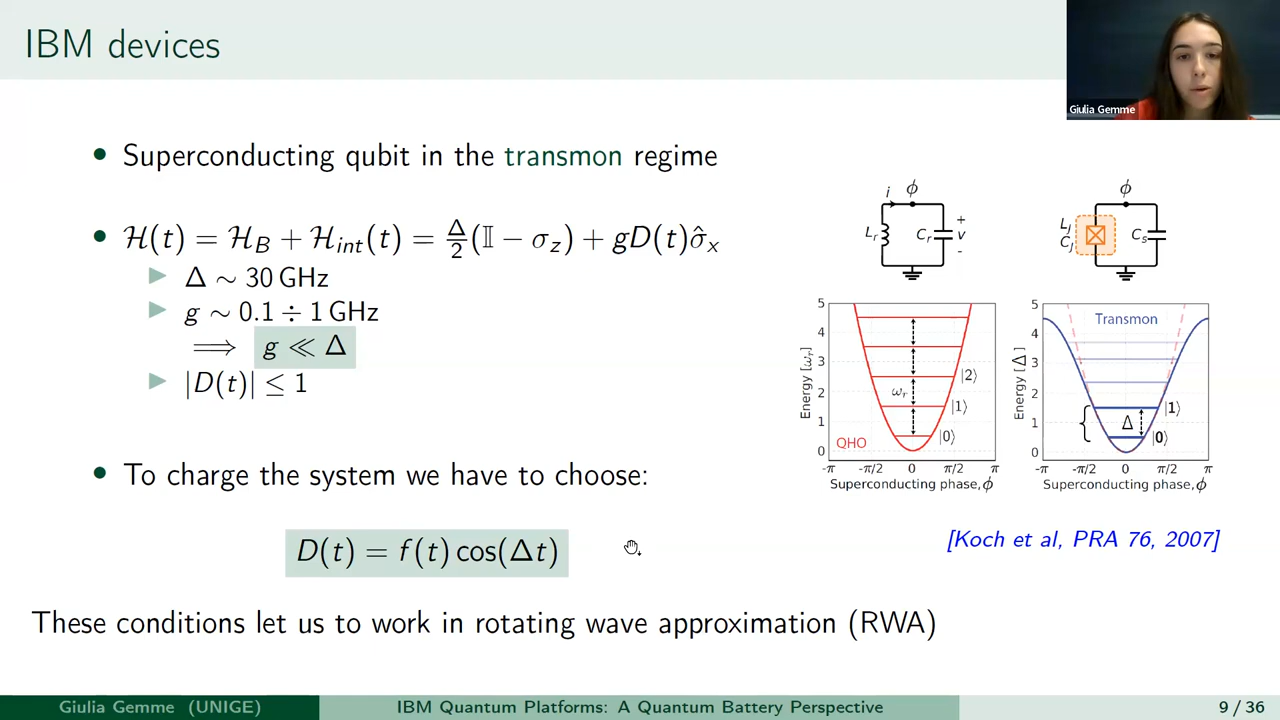 IBM devices
Giulia Gemme
• Superconducting qubit in the transmon regime
• ℋ(t) = ℋ_B + ℋ_int(t) = Δ/2 (𝕀 − σ_z) + gD(t)σ̂_x
▶ Δ ∼ 30 GHz
▶ g ∼ 0.1 ÷ 1 GHz
⟹ g ≪ Δ
▶ |D(t)| ≤ 1
• To charge the system we have to choose:
D(t) = f(t) cos(Δt)
These conditions let us to work in rotating wave approximation (RWA)
i ϕ
L_r C_r + v -
ϕ
L_J C_J C_s
Energy [ω_r]
5
4
3
2
1
0
ω_r
|2⟩
|1⟩
|0⟩
QHO
-π -π/2 0 π/2 π
Superconducting phase, ϕ
Energy [Δ]
5
4
3
2
1
0
Transmon
Δ
|1⟩
|0⟩
-π -π/2 0 π/2 π
Superconducting phase, ϕ
[Koch et al, PRA 76, 2007]
Giulia Gemme (UNIGE) IBM Quantum Platforms: A Quantum Battery Perspective 9 / 36